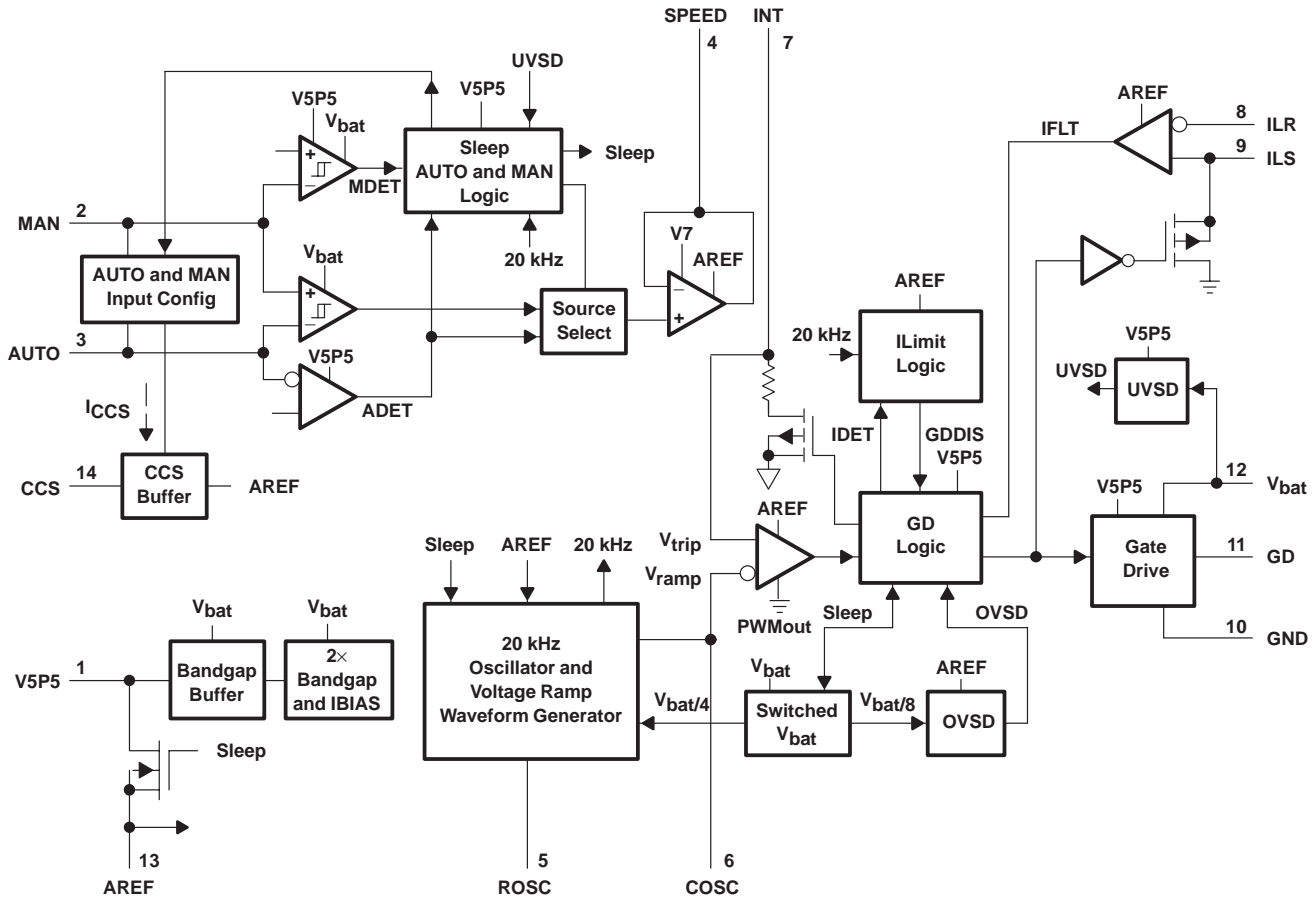 SPEED
INT
4
7
UVSD
V5P5
V5P5
AREF
Vbat
IFLT
8
ILR
9
ILS
Sleep
AUTO and MAN
Logic
Sleep
+
−
MDET
MAN
2
V7
AREF
20 kHz
Vbat
AUTO and MAN
Input Config
+
−
−
+
Source
Select
AREF
20 kHz
ILimit
Logic
3
AUTO
V5P5
V5P5
UVSD
UVSD
ICCS
ADET
IDET
GDDIS
V5P5
14
CCS
CCS
Buffer
AREF
12
Vbat
V5P5
AREF
GD
Logic
Gate
Drive
11
GD
Vtrip
Vramp
Sleep
AREF
20 kHz
PWMout
Sleep
OVSD
10
GND
Vbat
Vbat
20 kHz
Oscillator and
Voltage Ramp
Waveform Generator
V5P5
1
Bandgap
Buffer
2×
Bandgap
and IBIAS
Vbat
AREF
Vbat/4
Switched
Vbat
Vbat/8
OVSD
Sleep
13
AREF
5
ROSC
6
COSC